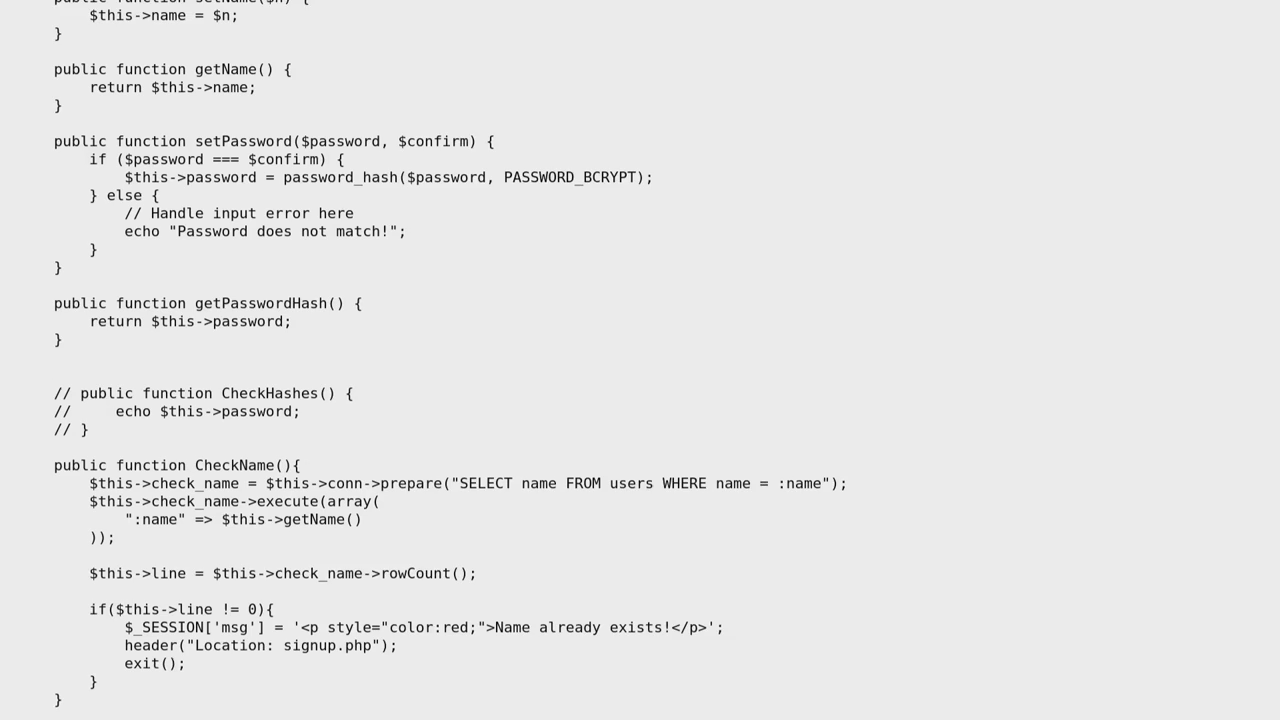 public function setName($n) {
    $this->name = $n;
}

public function getName() {
    return $this->name;
}

public function setPassword($password, $confirm) {
    if ($password === $confirm) {
        $this->password = password_hash($password, PASSWORD_BCRYPT);
    } else {
        // Handle input error here
        echo "Password does not match!";
    }
}

public function getPasswordHash() {
    return $this->password;
}


// public function CheckHashes() {
//     echo $this->password;
// }

public function CheckName(){
    $this->check_name = $this->conn->prepare("SELECT name FROM users WHERE name = :name");
    $this->check_name->execute(array(
        ":name" => $this->getName()
    ));

    $this->line = $this->check_name->rowCount();

    if($this->line != 0){
        $_SESSION['msg'] = '<p style="color:red;">Name already exists!</p>';
        header("Location: signup.php");
        exit();
    }
}